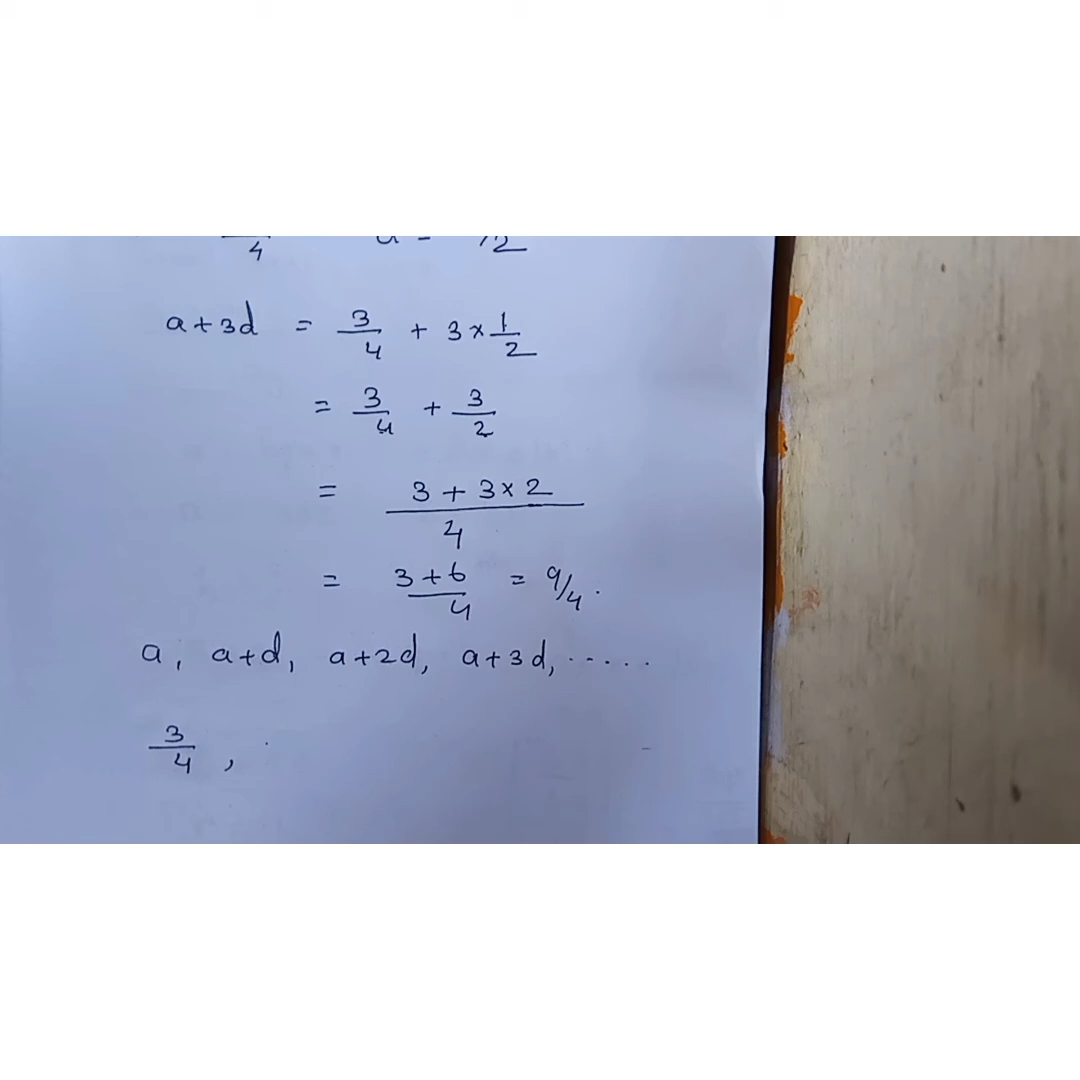 a + 3d = 3/4 + 3 × 1/2
= 3/4 + 3/2
= (3 + 3 × 2)/4
= (3 + 6)/4 = 9/4.
a, a+d, a+2d, a+3d, .....
3/4 ,